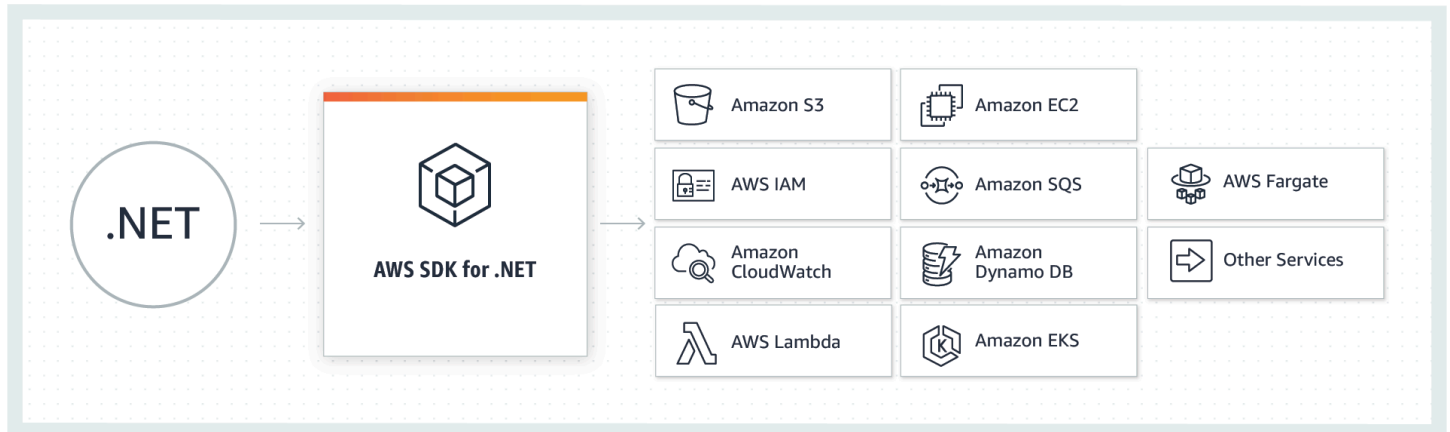 .NET
AWS SDK for .NET
Amazon S3
Amazon EC2
AWS IAM
Amazon SQS
AWS Fargate
Amazon
CloudWatch
Amazon
Dynamo DB
Other Services
AWS Lambda
Amazon EKS
K